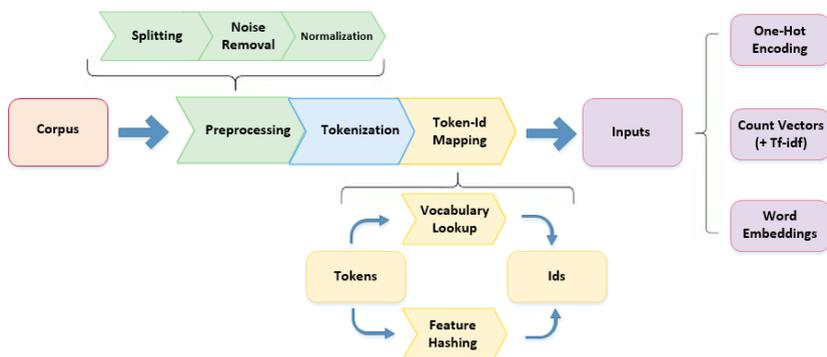 Splitting
Noise
Removal
Normalization
One-Hot
Encoding
Corpus
Preprocessing
Tokenization
Token-Id
Mapping
Inputs
Count Vectors
(+ Tf-idf)
Vocabulary
Lookup
Word
Embeddings
Tokens
Ids
Feature
Hashing